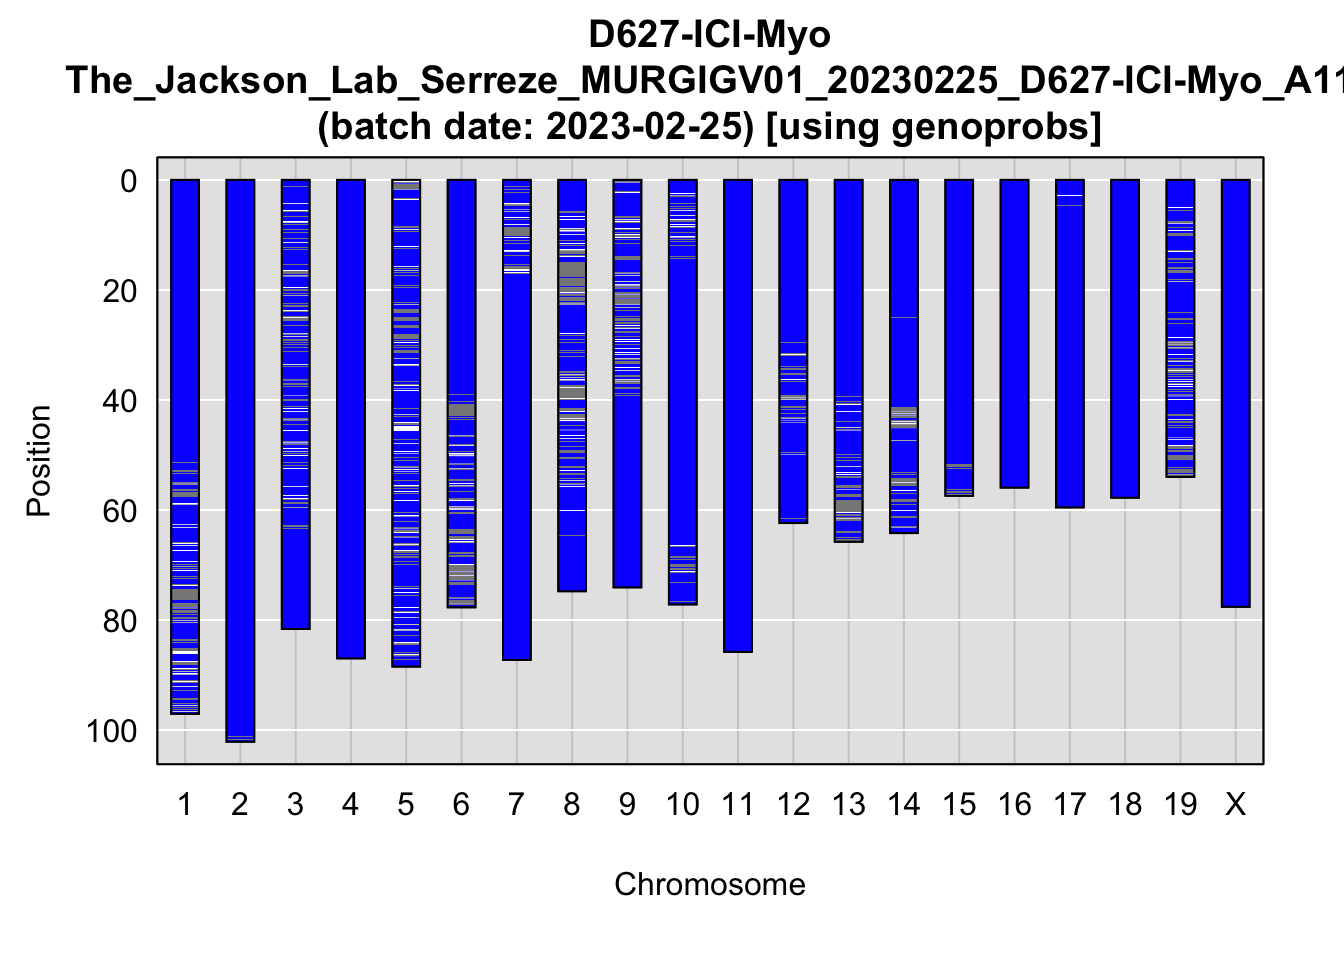 D627-ICI-Myo
The_Jackson_Lab_Serreze_MURGIGV01_20230225_D627-ICI-Myo_A11
(batch date: 2023-02-25) [using genoprobs]
0
20
40
60
80
100
Position
1 2 3 4 5 6 7 8 9 10 11 12 13 14 15 16 17 18 19 X
Chromosome